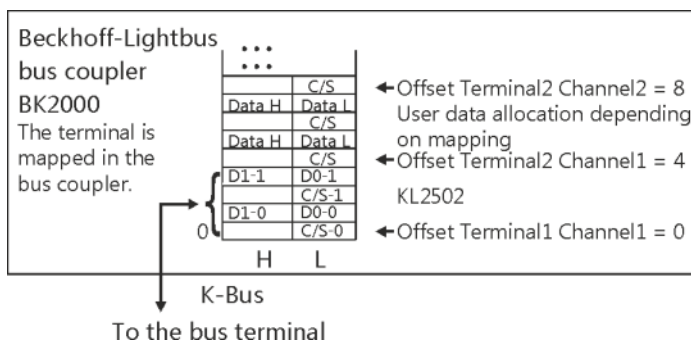 Beckhoff-Lightbus
bus coupler
BK2000
The terminal is
mapped in the
bus coupler.
•••
•••
C/S
Data H Data L
C/S
Data H Data L
C/S
D1-1 D0-1
C/S-1
D1-0 D0-0
0 C/S-0
H L
Offset Terminal2 Channel2 = 8
User data allocation depending
on mapping
Offset Terminal2 Channel1 = 4
KL2502
Offset Terminal1 Channel1 = 0
K-Bus
To the bus terminal